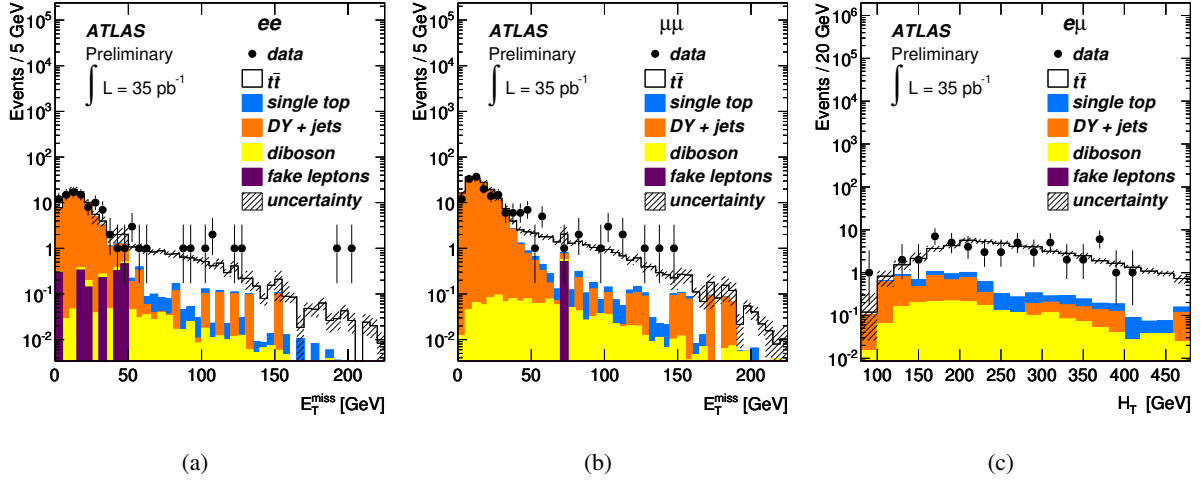 ATLAS
Preliminary
∫ L = 35 pb⁻¹
ee
data
tt̄
single top
DY + jets
diboson
fake leptons
uncertainty
Events / 5 GeV
10⁵
10⁴
10³
10²
10
1
10⁻¹
10⁻²
0 50 100 150 200
E_T^miss [GeV]
(a)
ATLAS
Preliminary
∫ L = 35 pb⁻¹
μμ
data
tt̄
single top
DY + jets
diboson
fake leptons
uncertainty
Events / 5 GeV
10⁵
10⁴
10³
10²
10
1
10⁻¹
10⁻²
0 50 100 150 200
E_T^miss [GeV]
(b)
ATLAS
Preliminary
∫ L = 35 pb⁻¹
eμ
data
tt̄
single top
DY + jets
diboson
fake leptons
uncertainty
Events / 20 GeV
10⁶
10⁵
10⁴
10³
10²
10
1
10⁻¹
10⁻²
100 150 200 250 300 350 400 450
H_T [GeV]
(c)